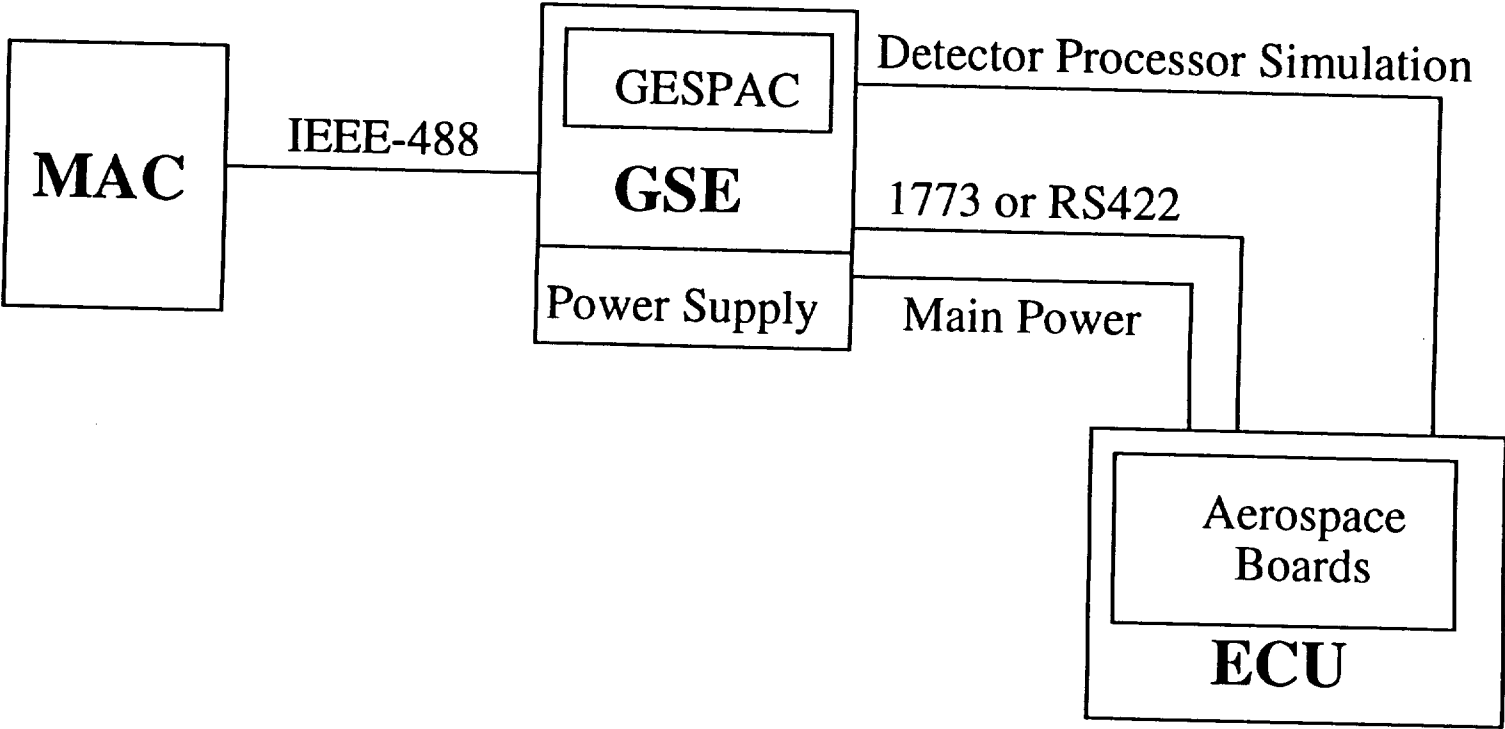 Detector Processor Simulation
GESPAC
IEEE-488
MAC
GSE
1773 or RS422
Power Supply
Main Power
Aerospace
Boards
ECU